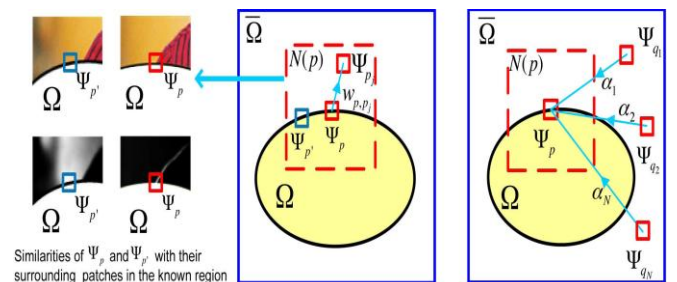 Ψp'
Ω
Ψp
Ω
Ψp'
Ω
Ψp
Ω
Similarities of Ψp and Ψp' with their
surrounding patches in the known region
Ω̅
N(p)
Ψpj
wp,pj
Ψp'
Ψp
Ω
Ω̅
N(p)
Ψq1
α1
α2
Ψp
Ψq2
αN
Ω
ΨqN